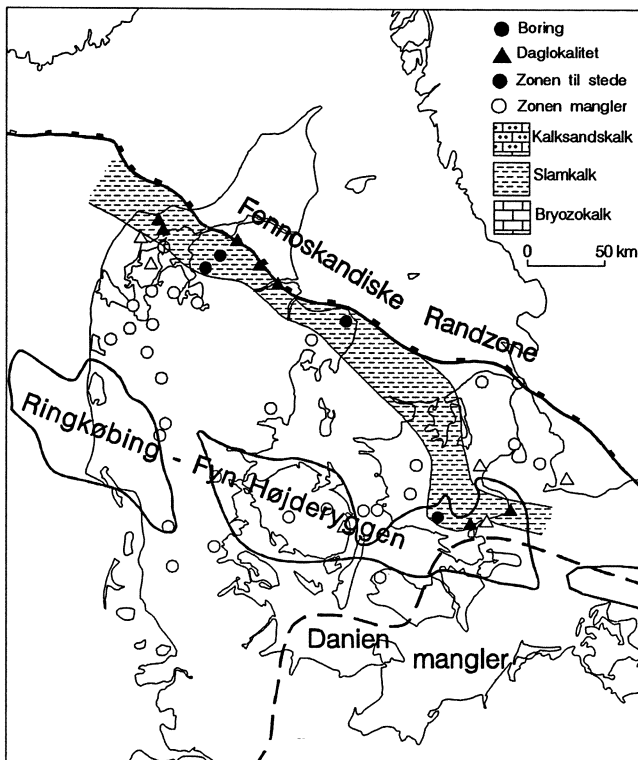 Boring
Daglokalitet
Zonen til stede
Zonen mangler
Kalksandskalk
Slamkalk
Bryozokalk
0 50 km
Fennoskandiske Randzone
Ringkøbing - Fyn Højderyggen
Danien mangler